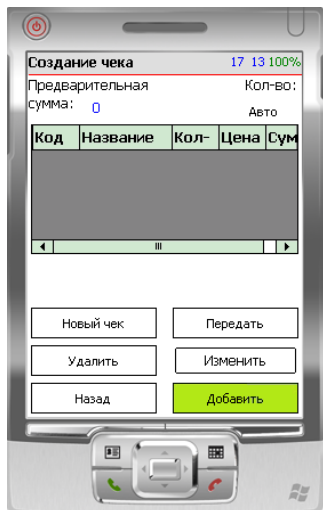 Создание чека 17 13 100%
Предварительная Кол-во:
сумма: 0 Авто
Код Название Кол- Цена Сум
Новый чек Передать
Удалить Изменить
Назад Добавить